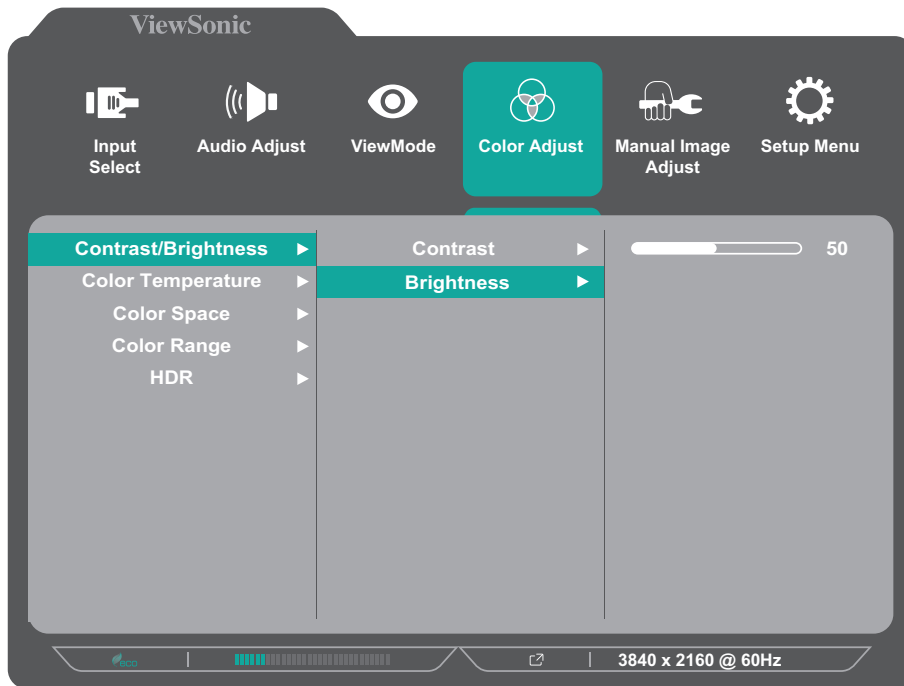 ViewSonic
Input Select
Audio Adjust
ViewMode
Color Adjust
Manual Image Adjust
Setup Menu
Contrast/Brightness
Contrast
50
Color Temperature
Brightness
Color Space
Color Range
HDR
eco
3840 x 2160 @ 60Hz